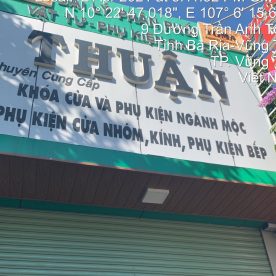 N 10° 22'47,018", E 107° 6'15,6
9 Dương Trần Anh T
Tỉnh Bà Rịa-Vũng
TP. Vũng
Việt N
THUẬN
Chuyên Cung Cấp
KHÓA CỬA VÀ PHỤ KIỆN NGÀNH MỘC
PHỤ KIỆN CỬA NHÔM, KÍNH, PHỤ KIỆN BẾP